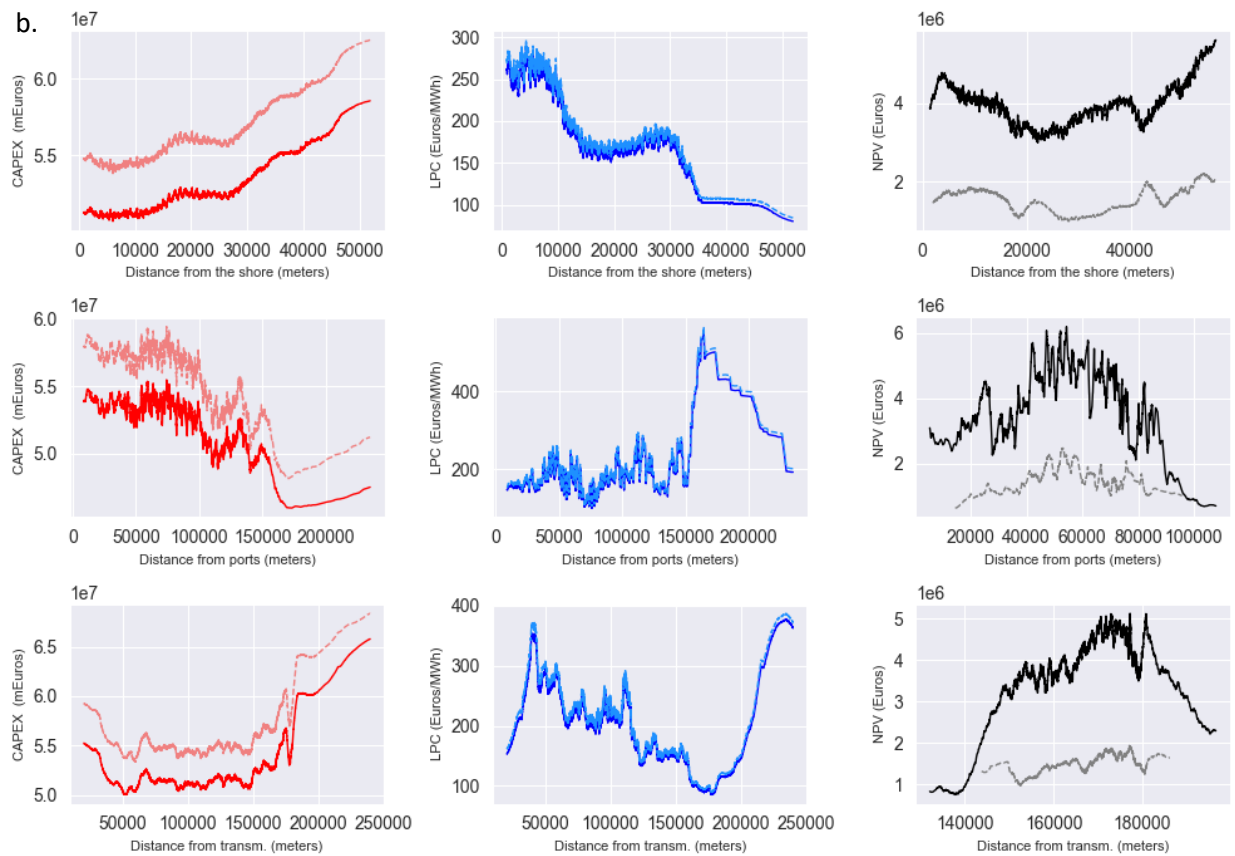 b.
1e7
CAPEX (mEuros)
6.0
5.5
0 10000 20000 30000 40000 50000
Distance from the shore (meters)
LPC (Euros/MWh)
300
250
200
150
100
0 10000 20000 30000 40000 50000
Distance from the shore (meters)
1e6
NPV (Euros)
4
2
0 20000 40000
Distance from the shore (meters)
1e7
CAPEX (mEuros)
6.0
5.5
5.0
0 50000 100000 150000 200000
Distance from ports (meters)
LPC (Euros/MWh)
400
200
0 50000 100000 150000 200000
Distance from ports (meters)
1e6
NPV (Euros)
6
4
2
20000 40000 60000 80000 100000
Distance from ports (meters)
1e7
CAPEX (mEuros)
6.5
6.0
5.5
5.0
50000 100000 150000 200000 250000
Distance from transm. (meters)
LPC (Euros/MWh)
400
300
200
100
50000 100000 150000 200000 250000
Distance from transm. (meters)
1e6
NPV (Euros)
5
4
3
2
1
140000 160000 180000
Distance from transm. (meters)